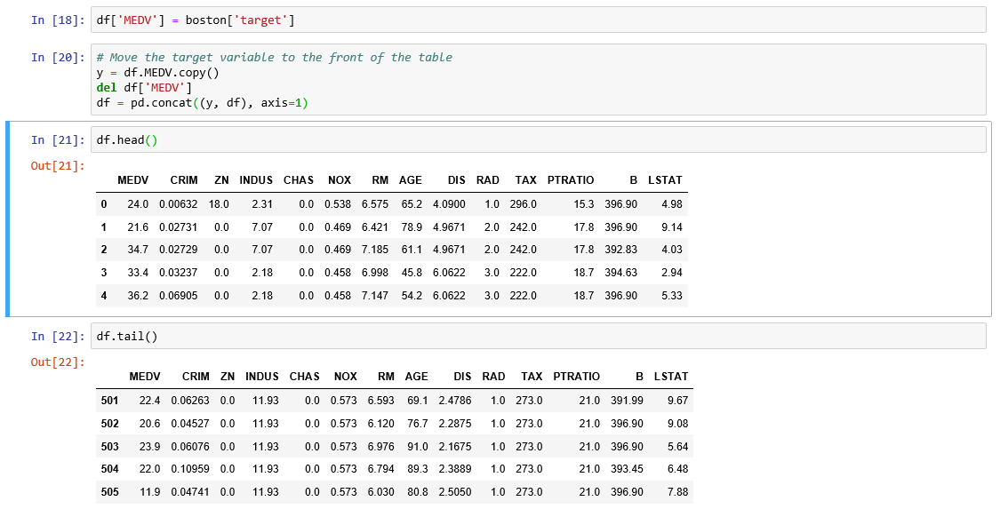 In [18]: df['MEDV'] = boston['target']
In [20]: # Move the target variable to the front of the table
y = df.MEDV.copy()
del df['MEDV']
df = pd.concat((y, df), axis=1)
In [21]: df.head()
Out[21]:
MEDV CRIM ZN INDUS CHAS NOX RM AGE DIS RAD TAX PTRATIO B LSTAT
0 24.0 0.00632 18.0 2.31 0.0 0.538 6.575 65.2 4.0900 1.0 296.0 15.3 396.90 4.98
1 21.6 0.02731 0.0 7.07 0.0 0.469 6.421 78.9 4.9671 2.0 242.0 17.8 396.90 9.14
2 34.7 0.02729 0.0 7.07 0.0 0.469 7.185 61.1 4.9671 2.0 242.0 17.8 392.83 4.03
3 33.4 0.03237 0.0 2.18 0.0 0.458 6.998 45.8 6.0622 3.0 222.0 18.7 394.63 2.94
4 36.2 0.06905 0.0 2.18 0.0 0.458 7.147 54.2 6.0622 3.0 222.0 18.7 396.90 5.33
In [22]: df.tail()
Out[22]:
MEDV CRIM ZN INDUS CHAS NOX RM AGE DIS RAD TAX PTRATIO B LSTAT
501 22.4 0.06263 0.0 11.93 0.0 0.573 6.593 69.1 2.4786 1.0 273.0 21.0 391.99 9.67
502 20.6 0.04527 0.0 11.93 0.0 0.573 6.120 76.7 2.2875 1.0 273.0 21.0 396.90 9.08
503 23.9 0.06076 0.0 11.93 0.0 0.573 6.976 91.0 2.1675 1.0 273.0 21.0 396.90 5.64
504 22.0 0.10959 0.0 11.93 0.0 0.573 6.794 89.3 2.3889 1.0 273.0 21.0 393.45 6.48
505 11.9 0.04741 0.0 11.93 0.0 0.573 6.030 80.8 2.5050 1.0 273.0 21.0 396.90 7.88